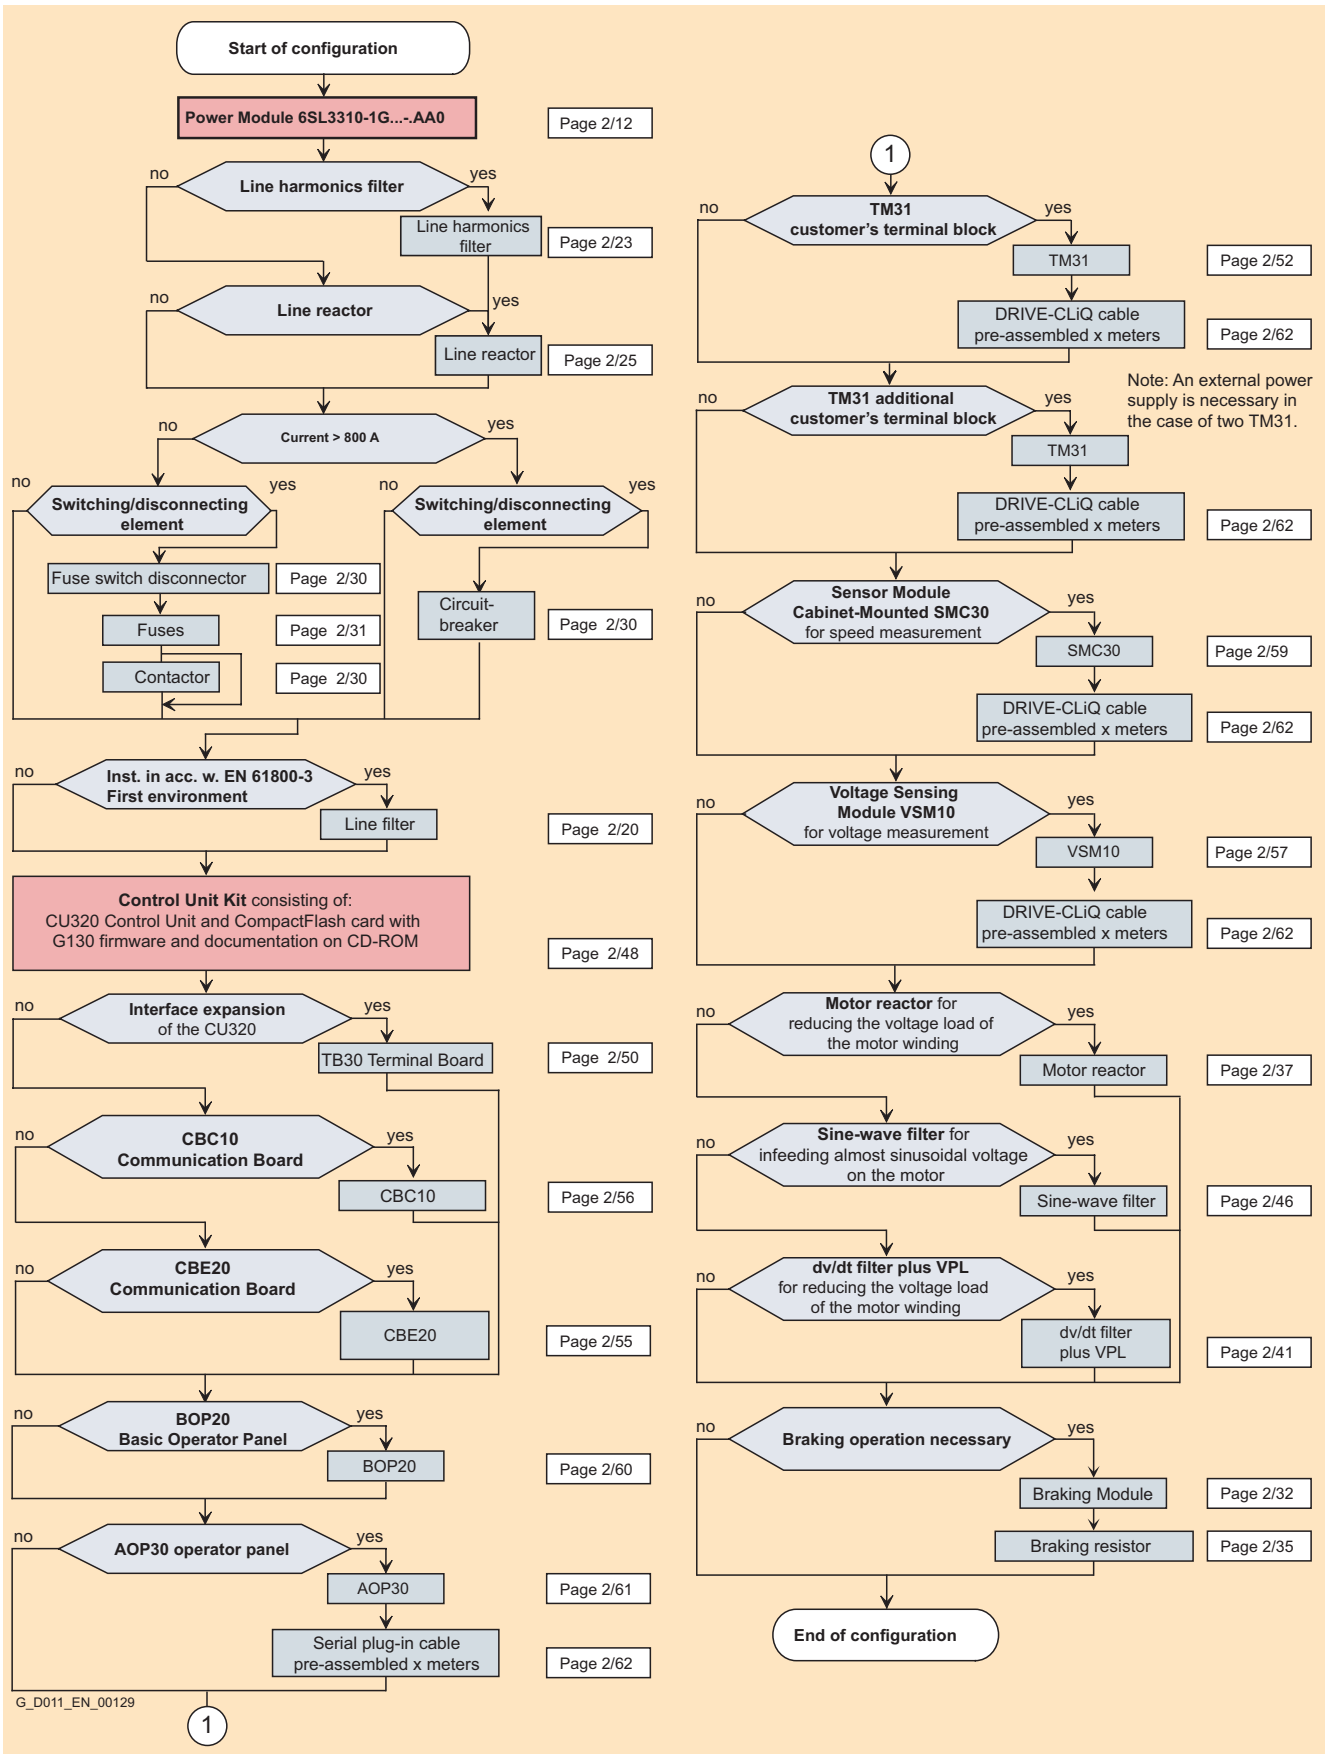 Start of configuration
Power Module 6SL3310-1G...-.AA0
Page 2/12
no
yes
Line harmonics filter
Line harmonics
filter
Page 2/23
no
yes
Line reactor
Line reactor
Page 2/25
no
yes
Current > 800 A
no
yes
Switching/disconnecting
element
no
yes
Switching/disconnecting
element
Fuse switch disconnector
Page 2/30
Fuses
Page 2/31
Contactor
Page 2/30
Circuit-
breaker
Page 2/30
no
yes
Inst. in acc. w. EN 61800-3
First environment
Line filter
Page 2/20
Control Unit Kit consisting of:
CU320 Control Unit and CompactFlash card with
G130 firmware and documentation on CD-ROM
Page 2/48
no
yes
Interface expansion
of the CU320
TB30 Terminal Board
Page 2/50
no
yes
CBC10
Communication Board
CBC10
Page 2/56
no
yes
CBE20
Communication Board
CBE20
Page 2/55
no
yes
BOP20
Basic Operator Panel
BOP20
Page 2/60
no
yes
AOP30 operator panel
AOP30
Page 2/61
Serial plug-in cable
pre-assembled x meters
Page 2/62
G_D011_EN_00129
1
1
no
yes
TM31
customer's terminal block
TM31
Page 2/52
DRIVE-CLiQ cable
pre-assembled x meters
Page 2/62
Note: An external power
supply is necessary in
the case of two TM31.
no
yes
TM31 additional
customer's terminal block
TM31
DRIVE-CLiQ cable
pre-assembled x meters
Page 2/62
no
yes
Sensor Module
Cabinet-Mounted SMC30
for speed measurement
SMC30
Page 2/59
DRIVE-CLiQ cable
pre-assembled x meters
Page 2/62
no
yes
Voltage Sensing
Module VSM10
for voltage measurement
VSM10
Page 2/57
DRIVE-CLiQ cable
pre-assembled x meters
Page 2/62
no
yes
Motor reactor for
reducing the voltage load of
the motor winding
Motor reactor
Page 2/37
no
yes
Sine-wave filter for
infeeding almost sinusoidal voltage
on the motor
Sine-wave filter
Page 2/46
no
yes
dv/dt filter plus VPL
for reducing the voltage load
of the motor winding
dv/dt filter
plus VPL
Page 2/41
no
yes
Braking operation necessary
Braking Module
Page 2/32
Braking resistor
Page 2/35
End of configuration